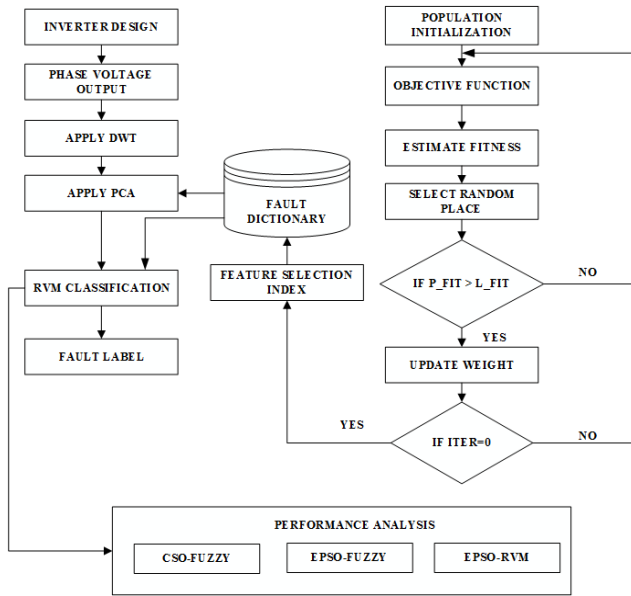 INVERTER DESIGN
PHASE VOLTAGE
OUTPUT
APPLY DWT
APPLY PCA
RVM CLASSIFICATION
FAULT LABEL
FAULT
DICTIONARY
FEATURE SELECTION
INDEX
POPULATION
INITIALIZATION
OBJECTIVE FUNCTION
ESTIMATE FITNESS
SELECT RANDOM
PLACE
IF P_FIT > L_FIT
NO
YES
UPDATE WEIGHT
IF ITER=0
YES
NO
PERFORMANCE ANALYSIS
CSO-FUZZY
EPSO-FUZZY
EPSO-RVM